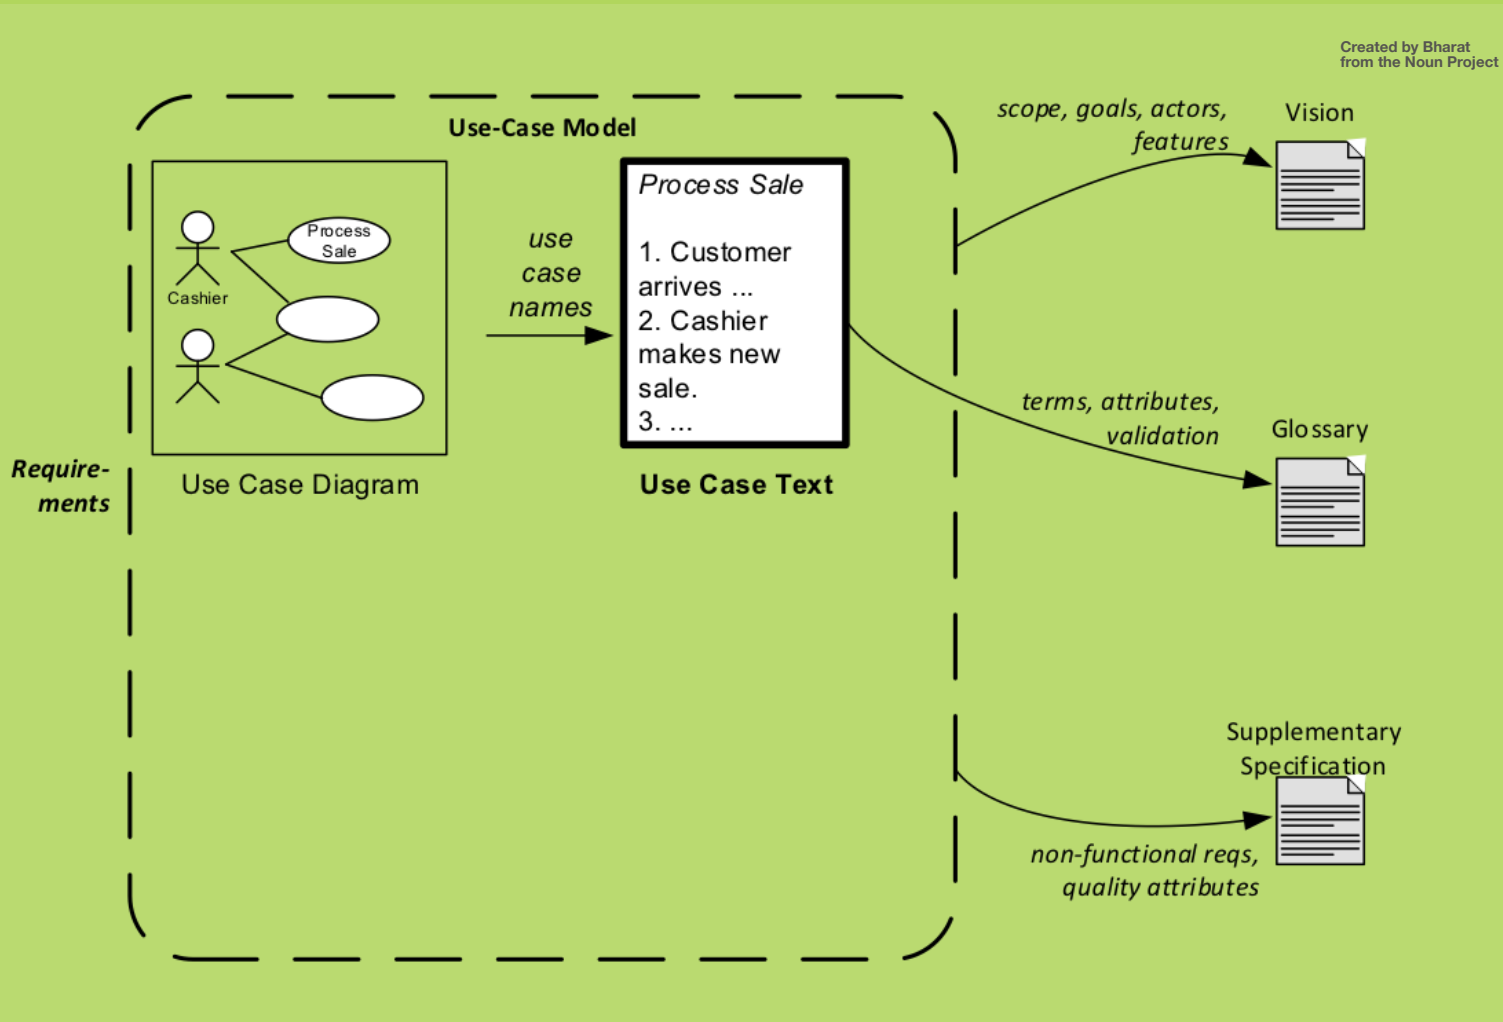 Created by Bharat
from the Noun Project
Use-Case Model
scope, goals, actors,
features
Vision
Process
Sale
Cashier
use
case
names
Process Sale
1. Customer
arrives ...
2. Cashier
makes new
sale.
3. ...
Use Case Diagram
Use Case Text
Require-
ments
terms, attributes,
validation
Glossary
Supplementary
Specification
non-functional reqs,
quality attributes